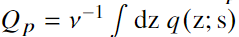 Q_p = ν⁻¹ ∫ dz q(z; s)